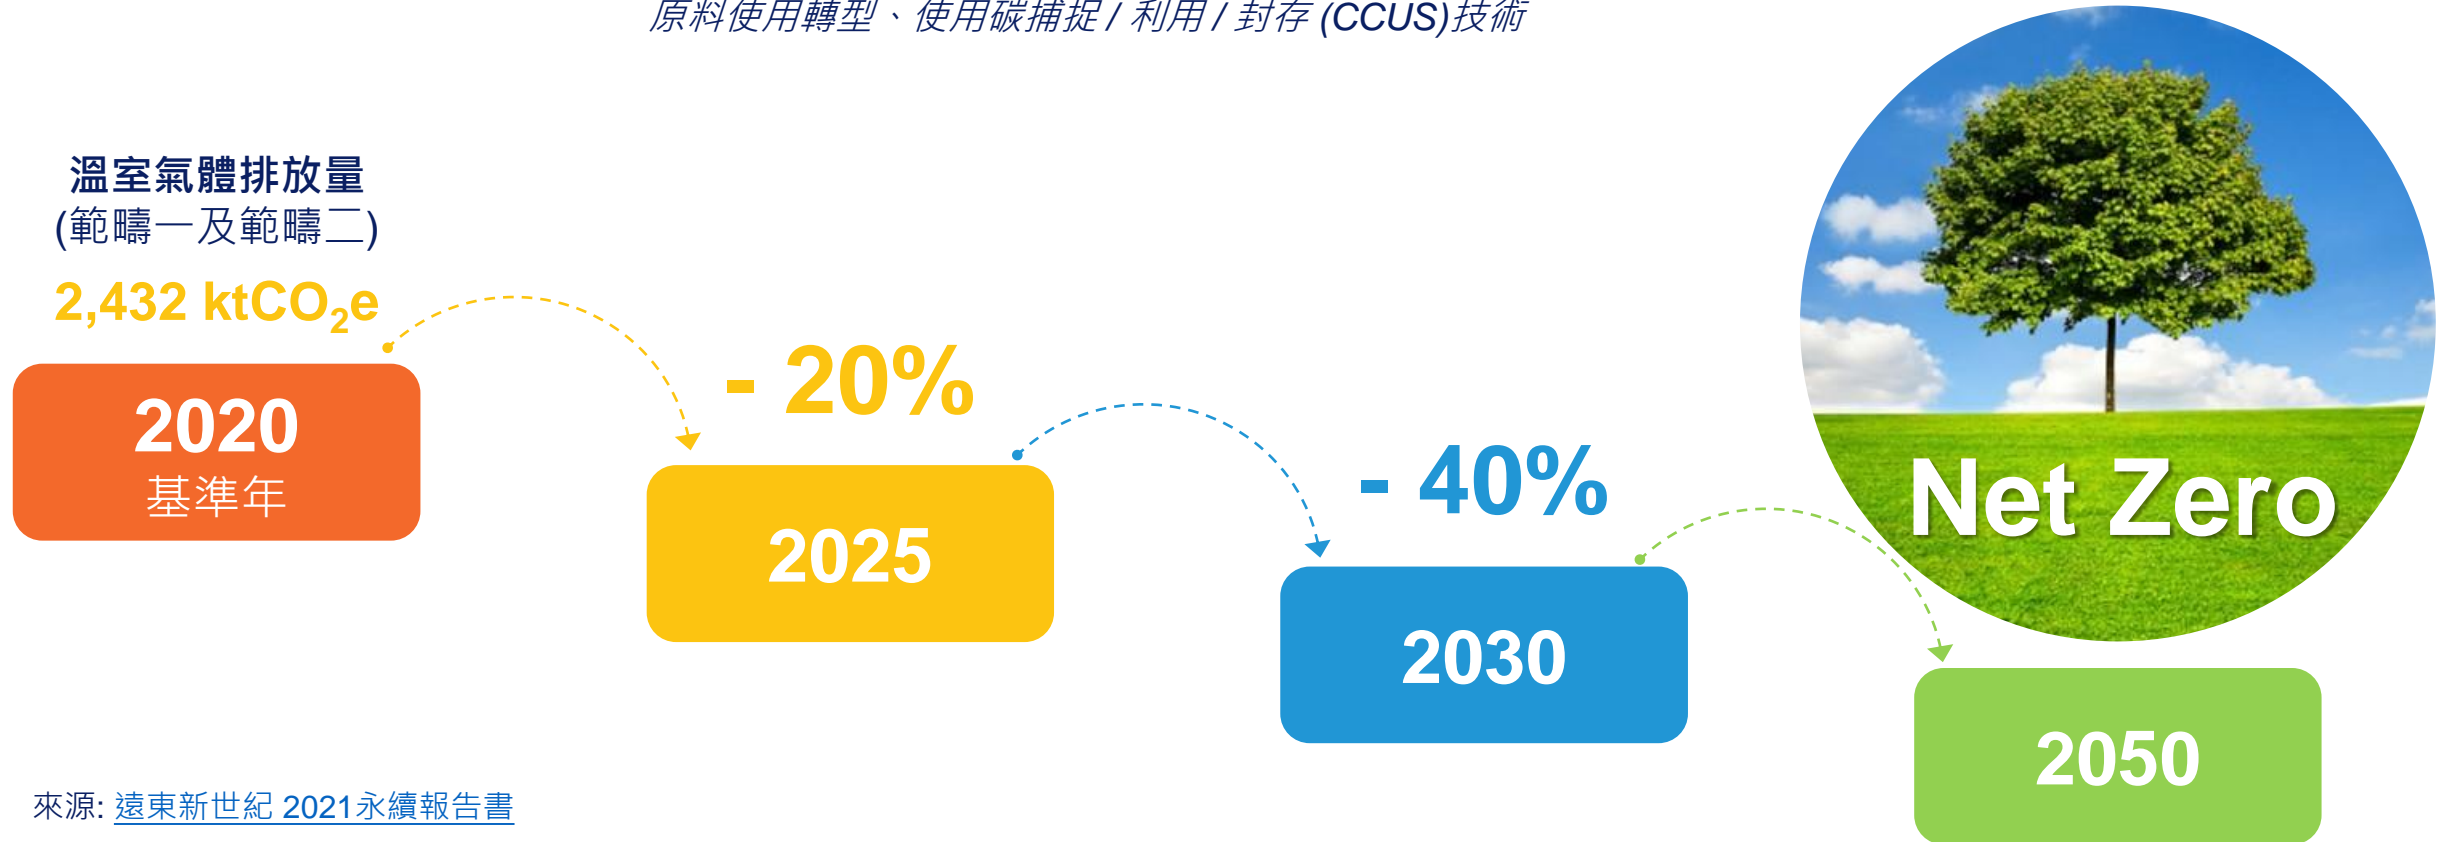 原料使用轉型、使用碳捕捉 / 利用 / 封存 (CCUS)技術
溫室氣體排放量
(範疇一及範疇二)
2,432 ktCO₂e
2020
基準年
- 20%
2025
- 40%
2030
Net Zero
2050
來源: 遠東新世紀 2021永續報告書